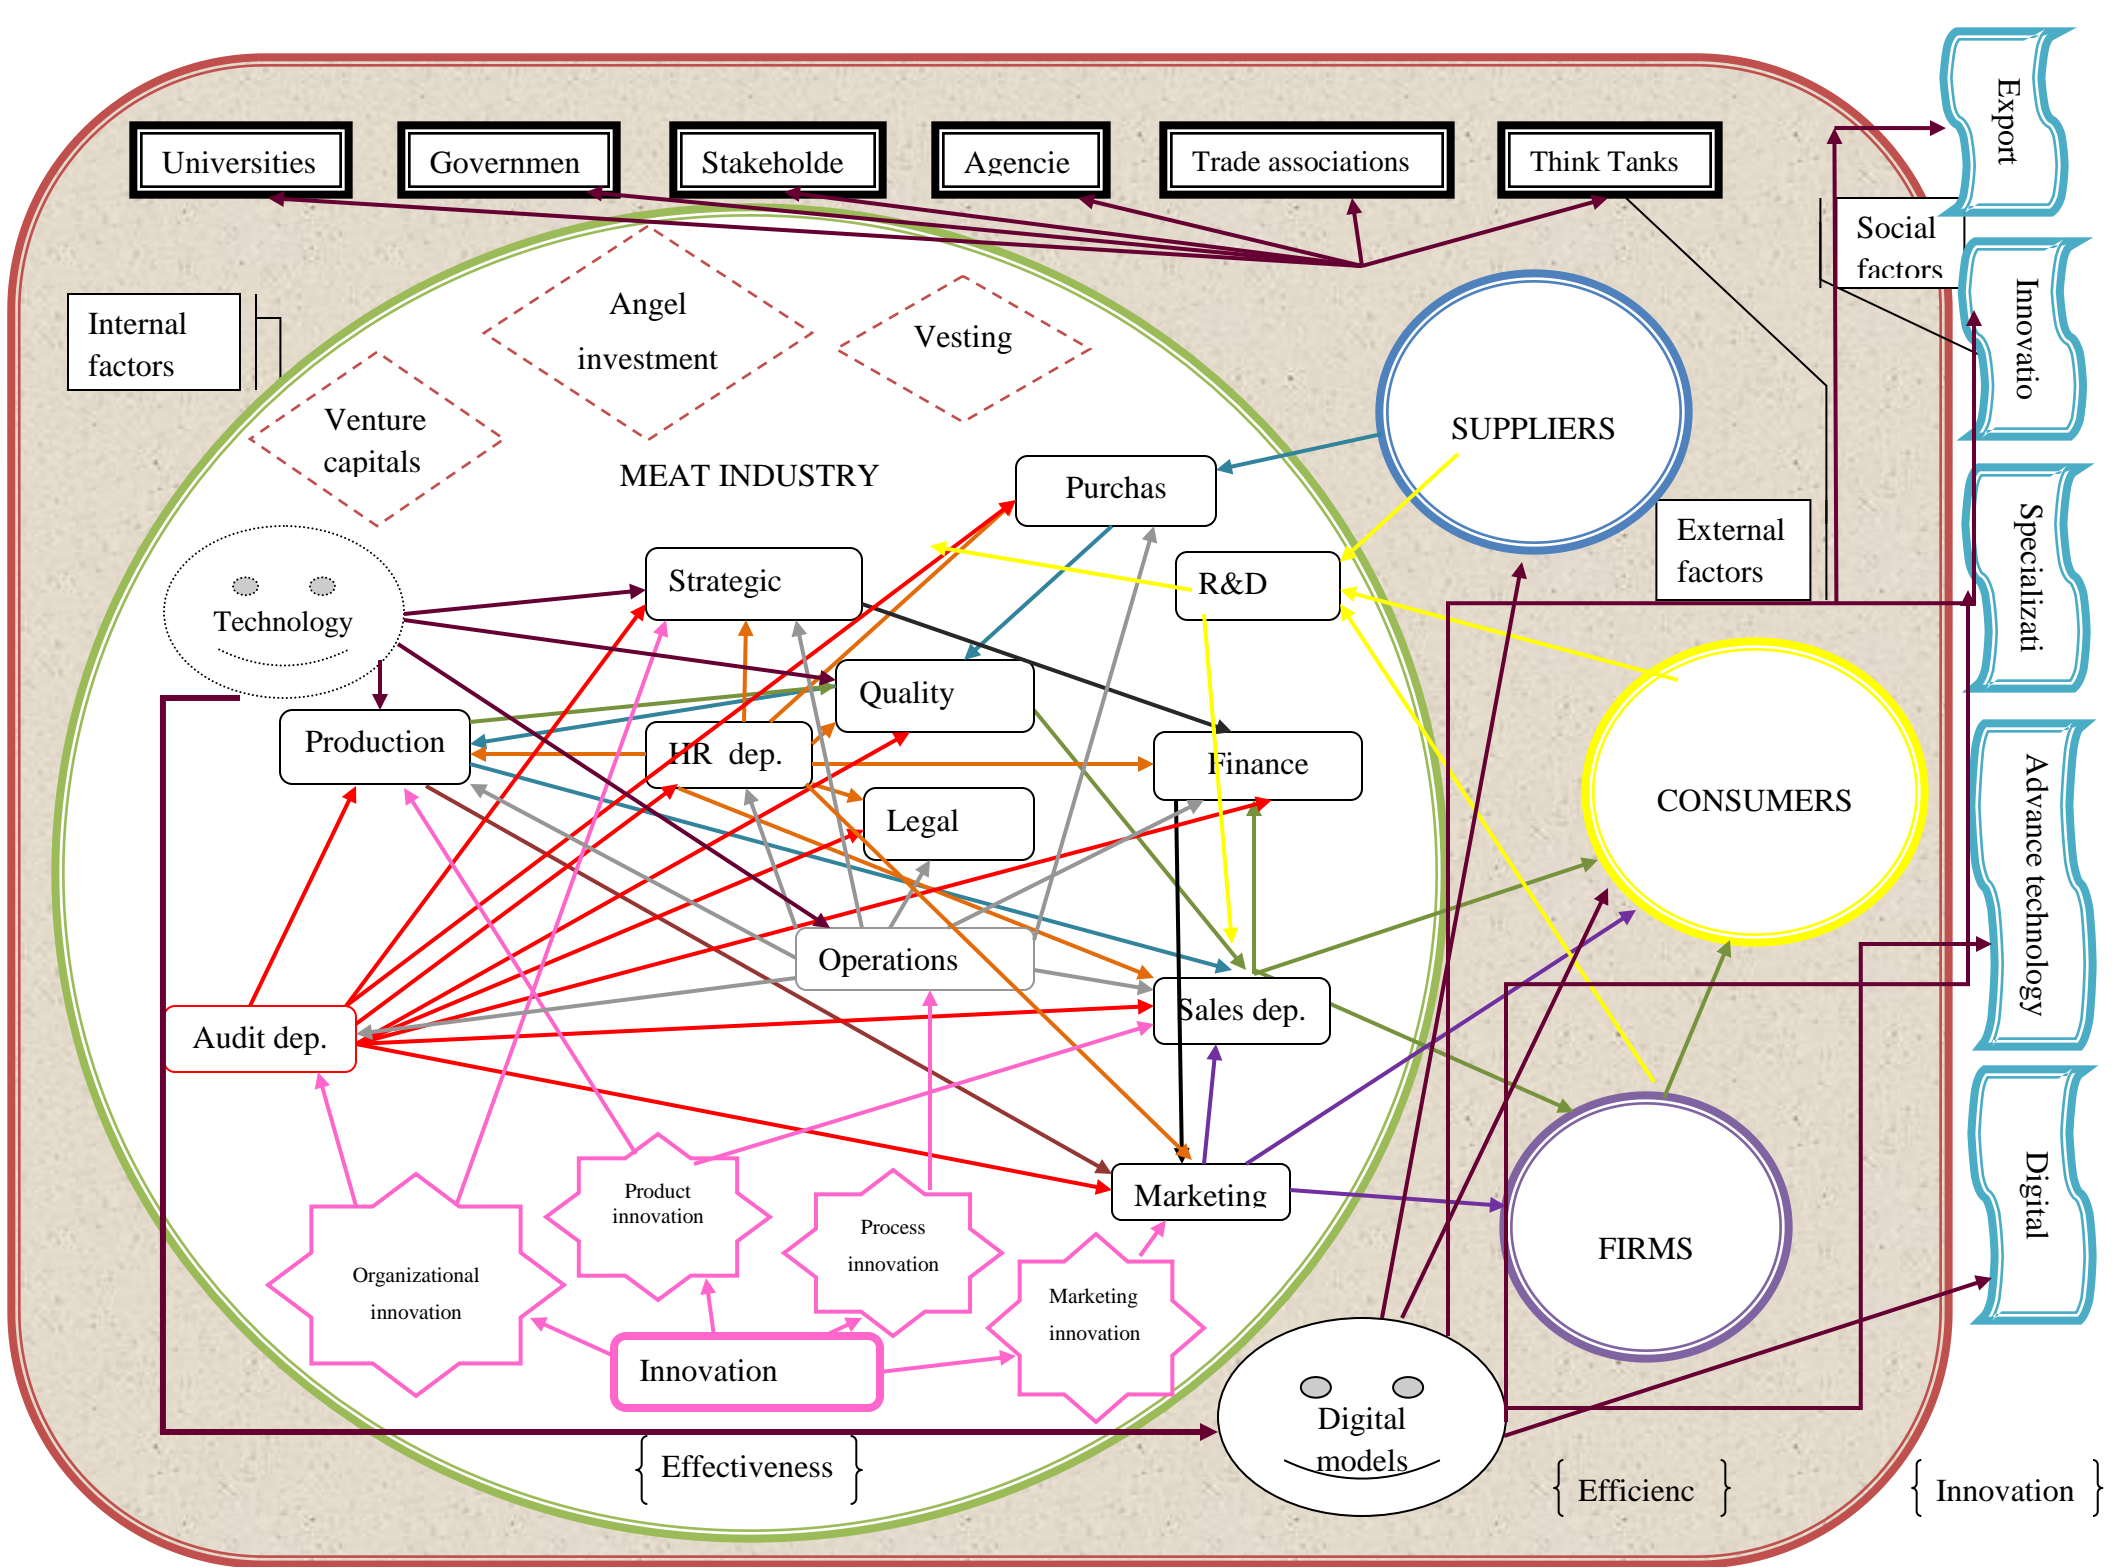 Export
Universities
Governmen
Stakeholde
Agencie
Trade associations
Think Tanks
Social
factors
Internal
factors
Angel
investment
Vesting
Innovatio
Venture
capitals
MEAT INDUSTRY
SUPPLIERS
Purchas
External
factors
Specializati
Strategic
R&D
Technology
Quality
Production
HR dep.
Finance
Legal
CONSUMERS
Advance technology
Operations
Sales dep.
Audit dep.
Product
innovation
Marketing
Process
innovation
Organizational
innovation
Marketing
innovation
FIRMS
Digital
Innovation
Digital
models
Effectiveness
Efficienc
Innovation